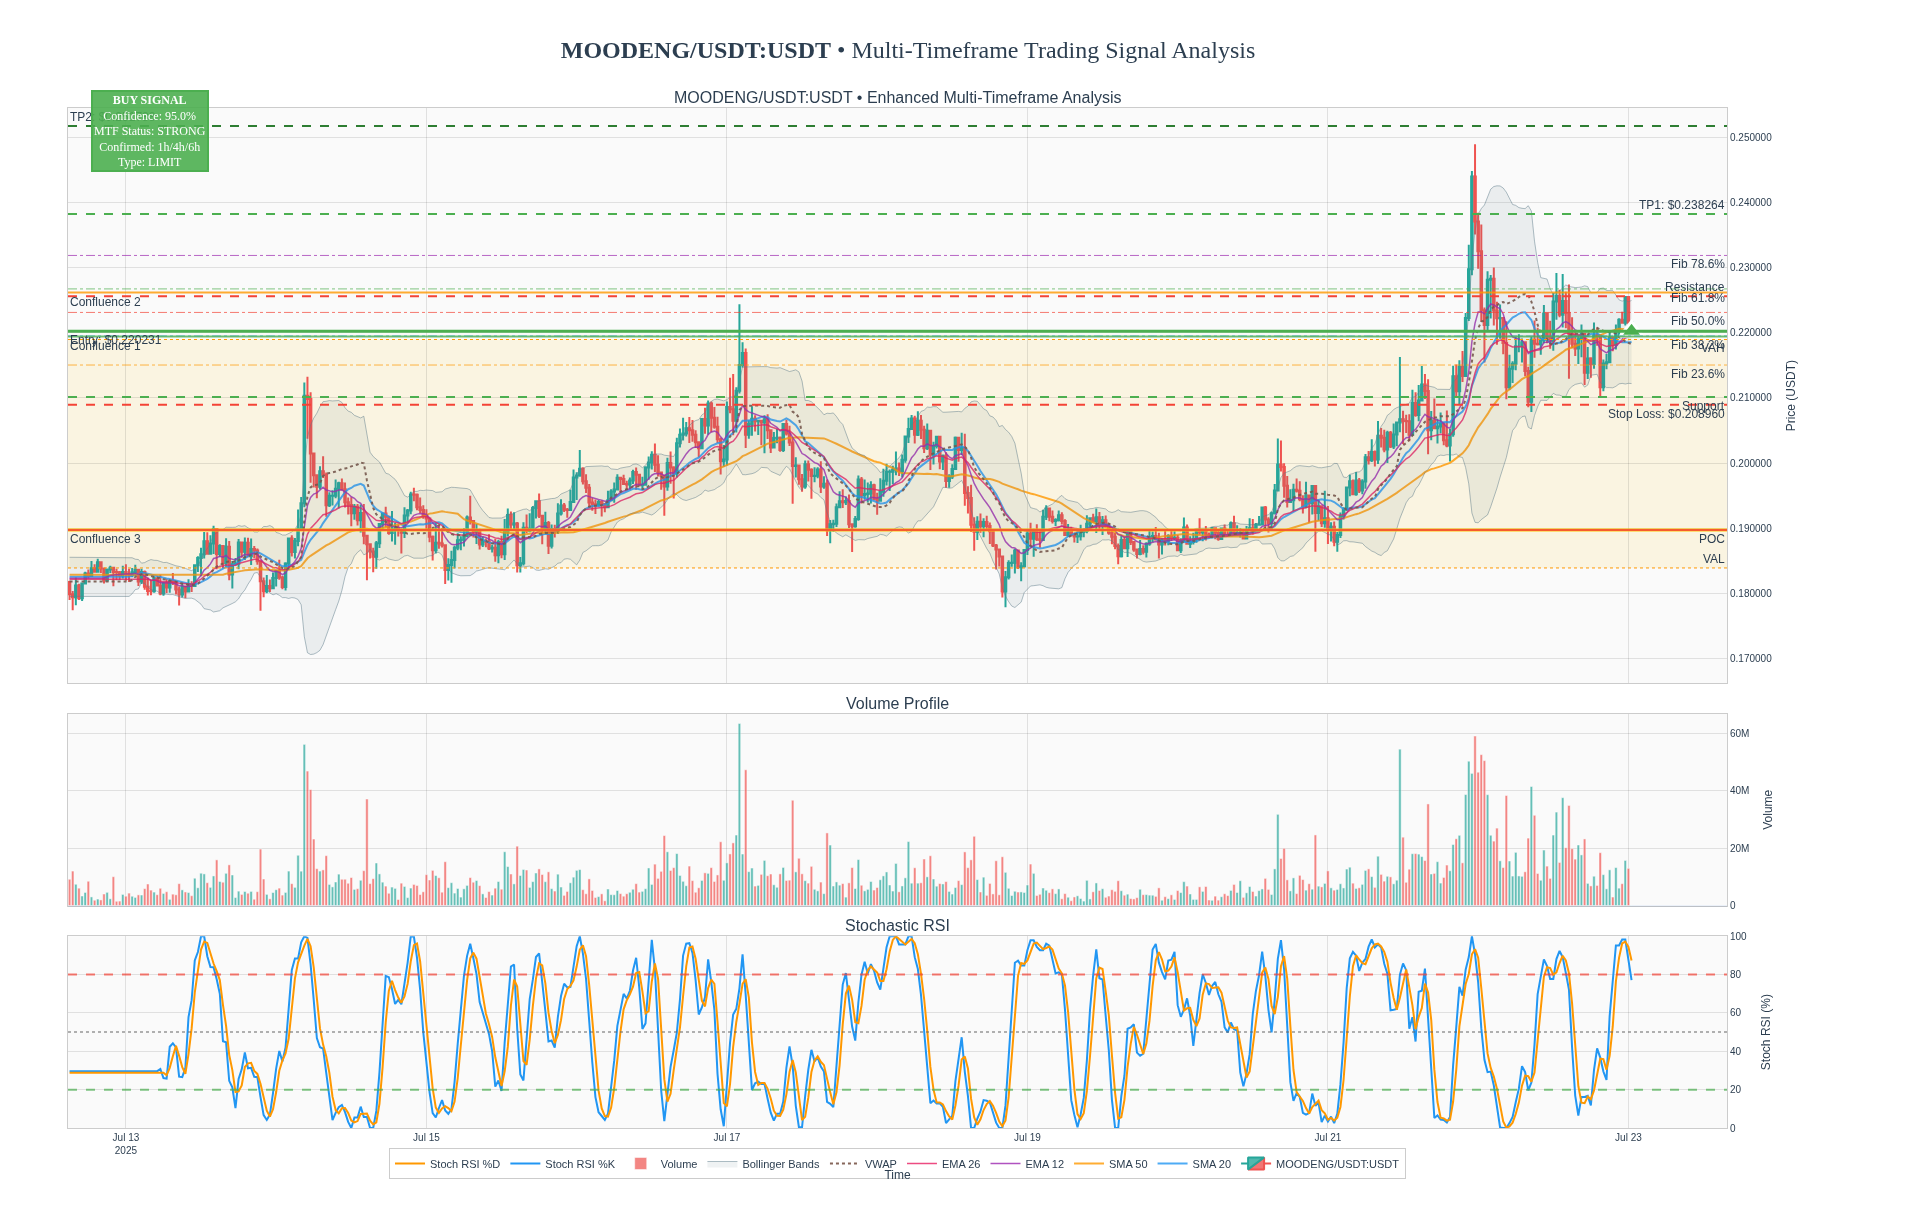 MOODENG/USDT:USDT • Multi-Timeframe Trading Signal Analysis
MOODENG/USDT:USDT • Enhanced Multi-Timeframe Analysis
BUY SIGNAL
Confidence: 95.0%
MTF Status: STRONG
Confirmed: 1h/4h/6h
Type: LIMIT
TP2
0.250000
TP1: $0.238264
0.240000
Fib 78.6%
0.230000
Resistance
Confluence 2
Fib 61.8%
Fib 50.0%
0.220000
Entry: $0.220231
Confluence 1
Fib 38.2%
VAH
Fib 23.6%
0.210000
Support
Stop Loss: $0.208960
0.200000
0.190000
Confluence 3
POC
VAL
0.180000
0.170000
Price (USDT)
Volume Profile
60M
40M
20M
0
Volume
Stochastic RSI
100
80
60
40
20
0
Stoch RSI (%)
Jul 13
2025
Jul 15
Jul 17
Jul 19
Jul 21
Jul 23
Stoch RSI %D
Stoch RSI %K
Volume
Bollinger Bands
VWAP
EMA 26
EMA 12
SMA 50
SMA 20
MOODENG/USDT:USDT
Time